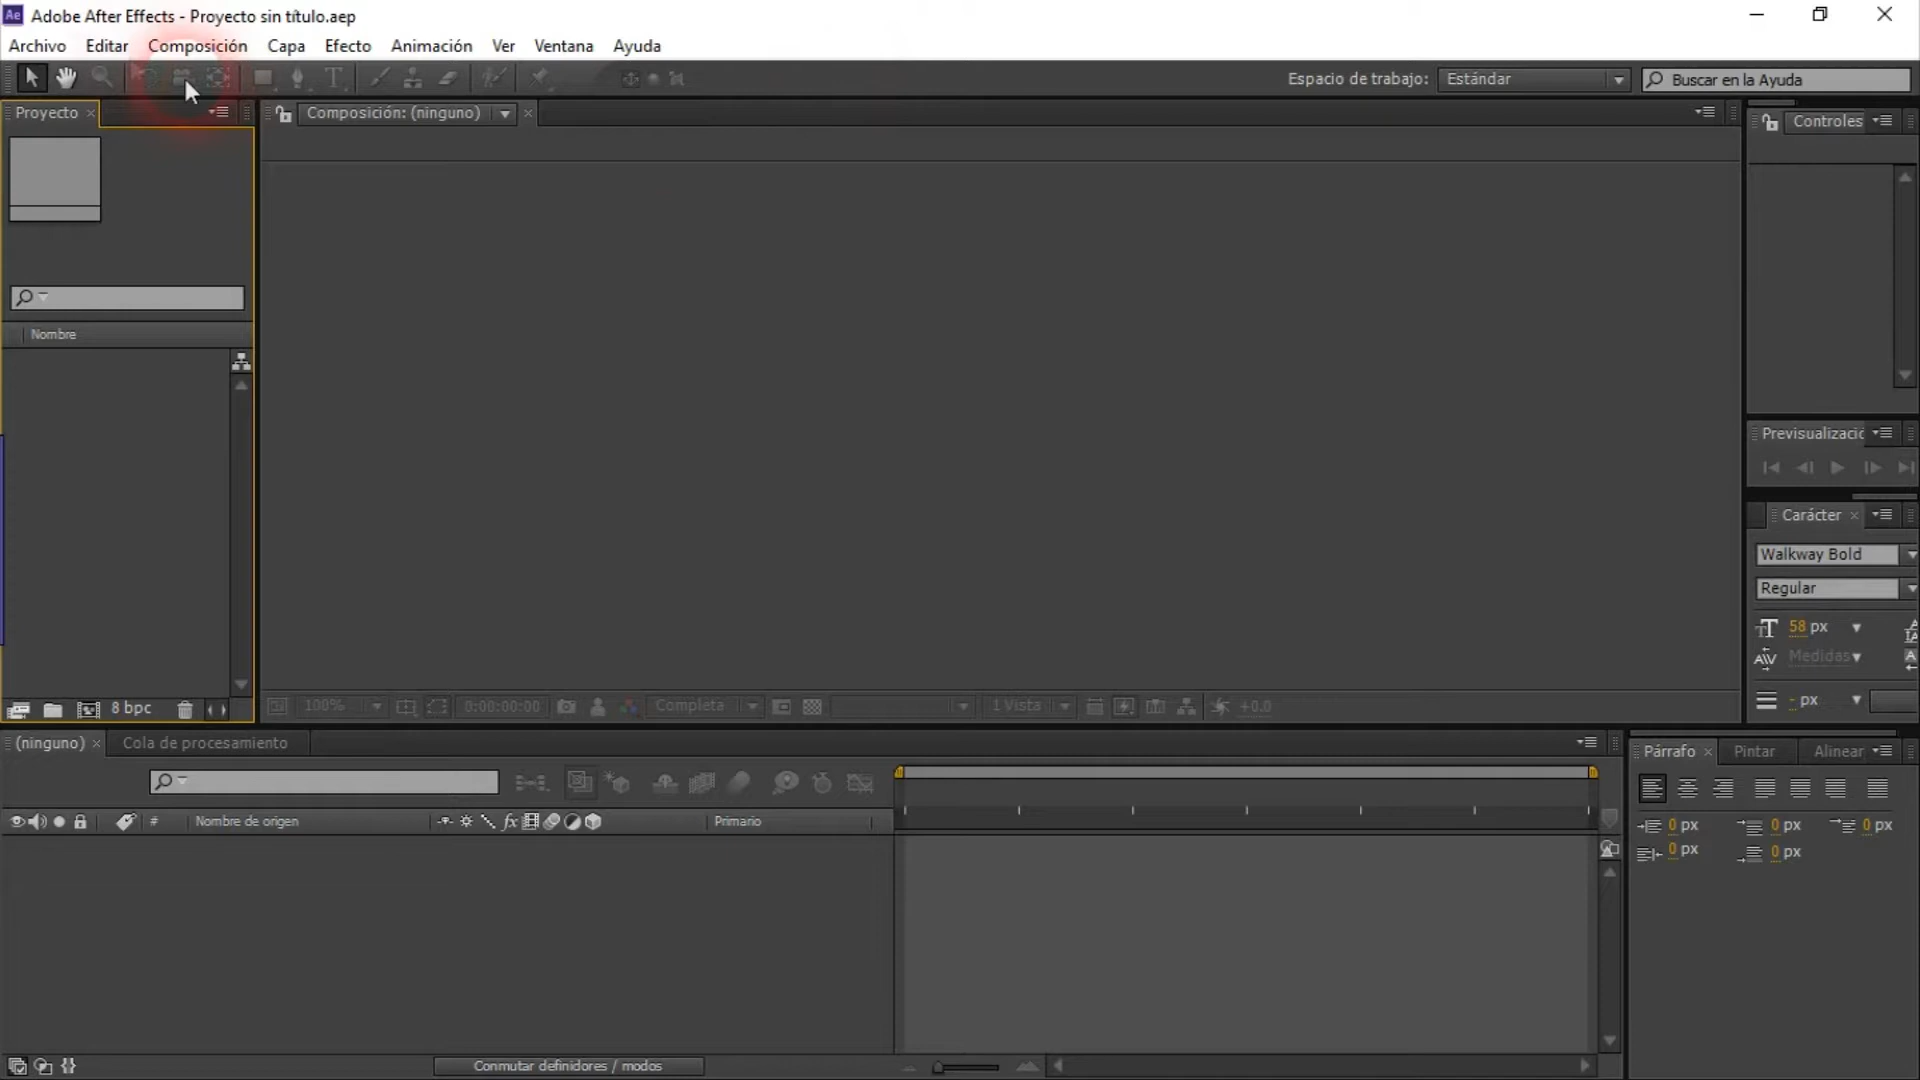 Ae Adobe After Effects - Proyecto sin título.aep
Archivo Editar Composición Capa Efecto Animación Ver Ventana Ayuda
Espacio de trabajo: Estándar Buscar en la Ayuda
Proyecto Composición: (ninguno) Controles
Nombre
Previsualizació
Carácter
Walkway Bold
Regular
58 px
Medidas
- px
8 bpc 100% 0:00:00:00 Completa 1 Vista +0.0
(ninguno) Cola de procesamiento
Párrafo Pintar Alinear
# Nombre de origen fx Primario
0 px 0 px 0 px
0 px 0 px
Conmutar definidores / modos